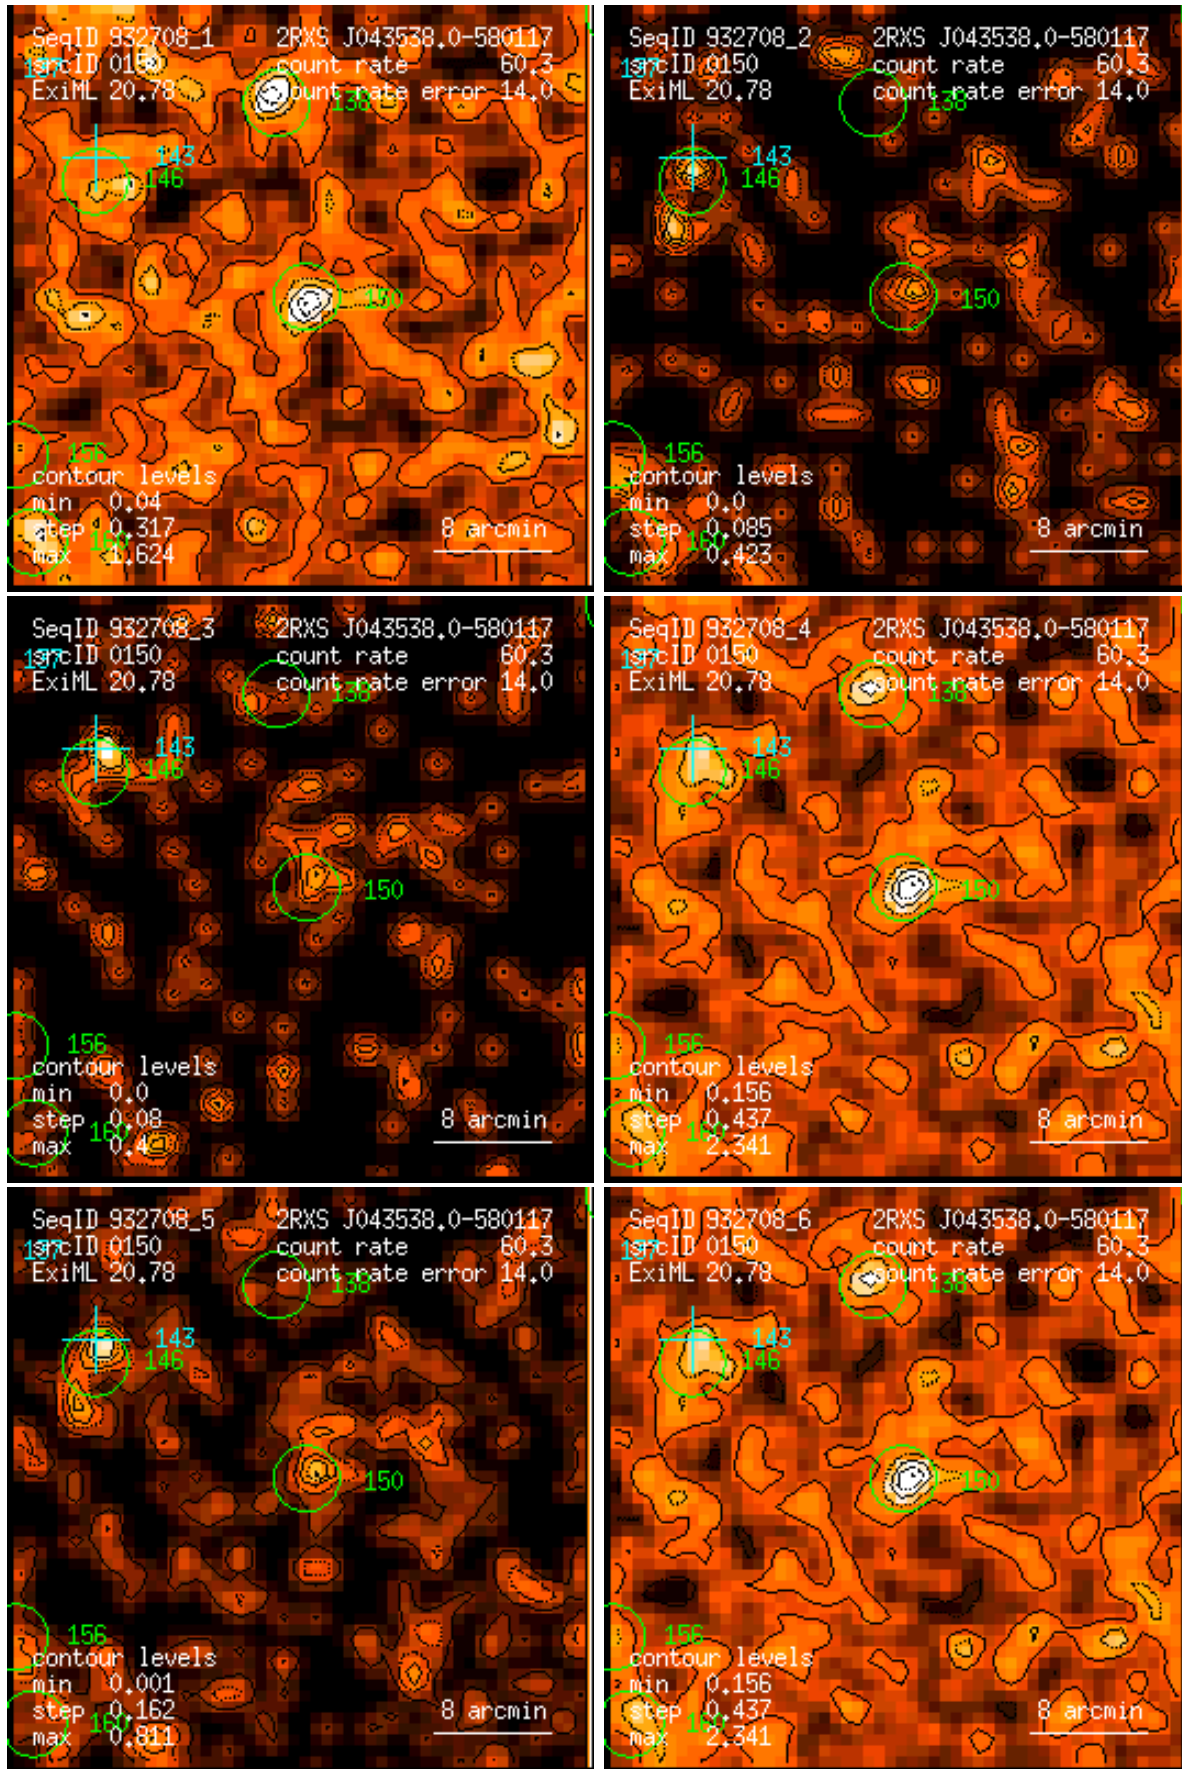 SeqID 932708_1 2RXS J043538.0-580117
197 srcID 0150 count rate 60.3
ExiML 20.78 count rate error 14.0
138
143
146
150
156
contour levels
min 0.04
step 0.317 8 arcmin
160
max 1.624
SeqID 932708_2 2RXS J043538.0-580117
197 srcID 0150 count rate 60.3
ExiML 20.78 count rate error 14.0
138
143
146
150
156
contour levels
min 0.0
step 0.085 8 arcmin
160
max 0.423
SeqID 932708_3 2RXS J043538.0-580117
197 srcID 0150 count rate 60.3
ExiML 20.78 count rate error 14.0
138
143
146
150
156
contour levels
min 0.0
step 0.08 8 arcmin
160
max 0.4
SeqID 932708_4 2RXS J043538.0-580117
197 srcID 0150 count rate 60.3
ExiML 20.78 count rate error 14.0
138
143
146
150
156
contour levels
min 0.156
step 0.437 8 arcmin
160
max 2.341
SeqID 932708_5 2RXS J043538.0-580117
197 srcID 0150 count rate 60.3
ExiML 20.78 count rate error 14.0
138
143
146
150
156
contour levels
min 0.001
step 0.162 8 arcmin
160
max 0.811
SeqID 932708_6 2RXS J043538.0-580117
197 srcID 0150 count rate 60.3
ExiML 20.78 count rate error 14.0
138
143
146
150
156
contour levels
min 0.156
step 0.437 8 arcmin
160
max 2.341